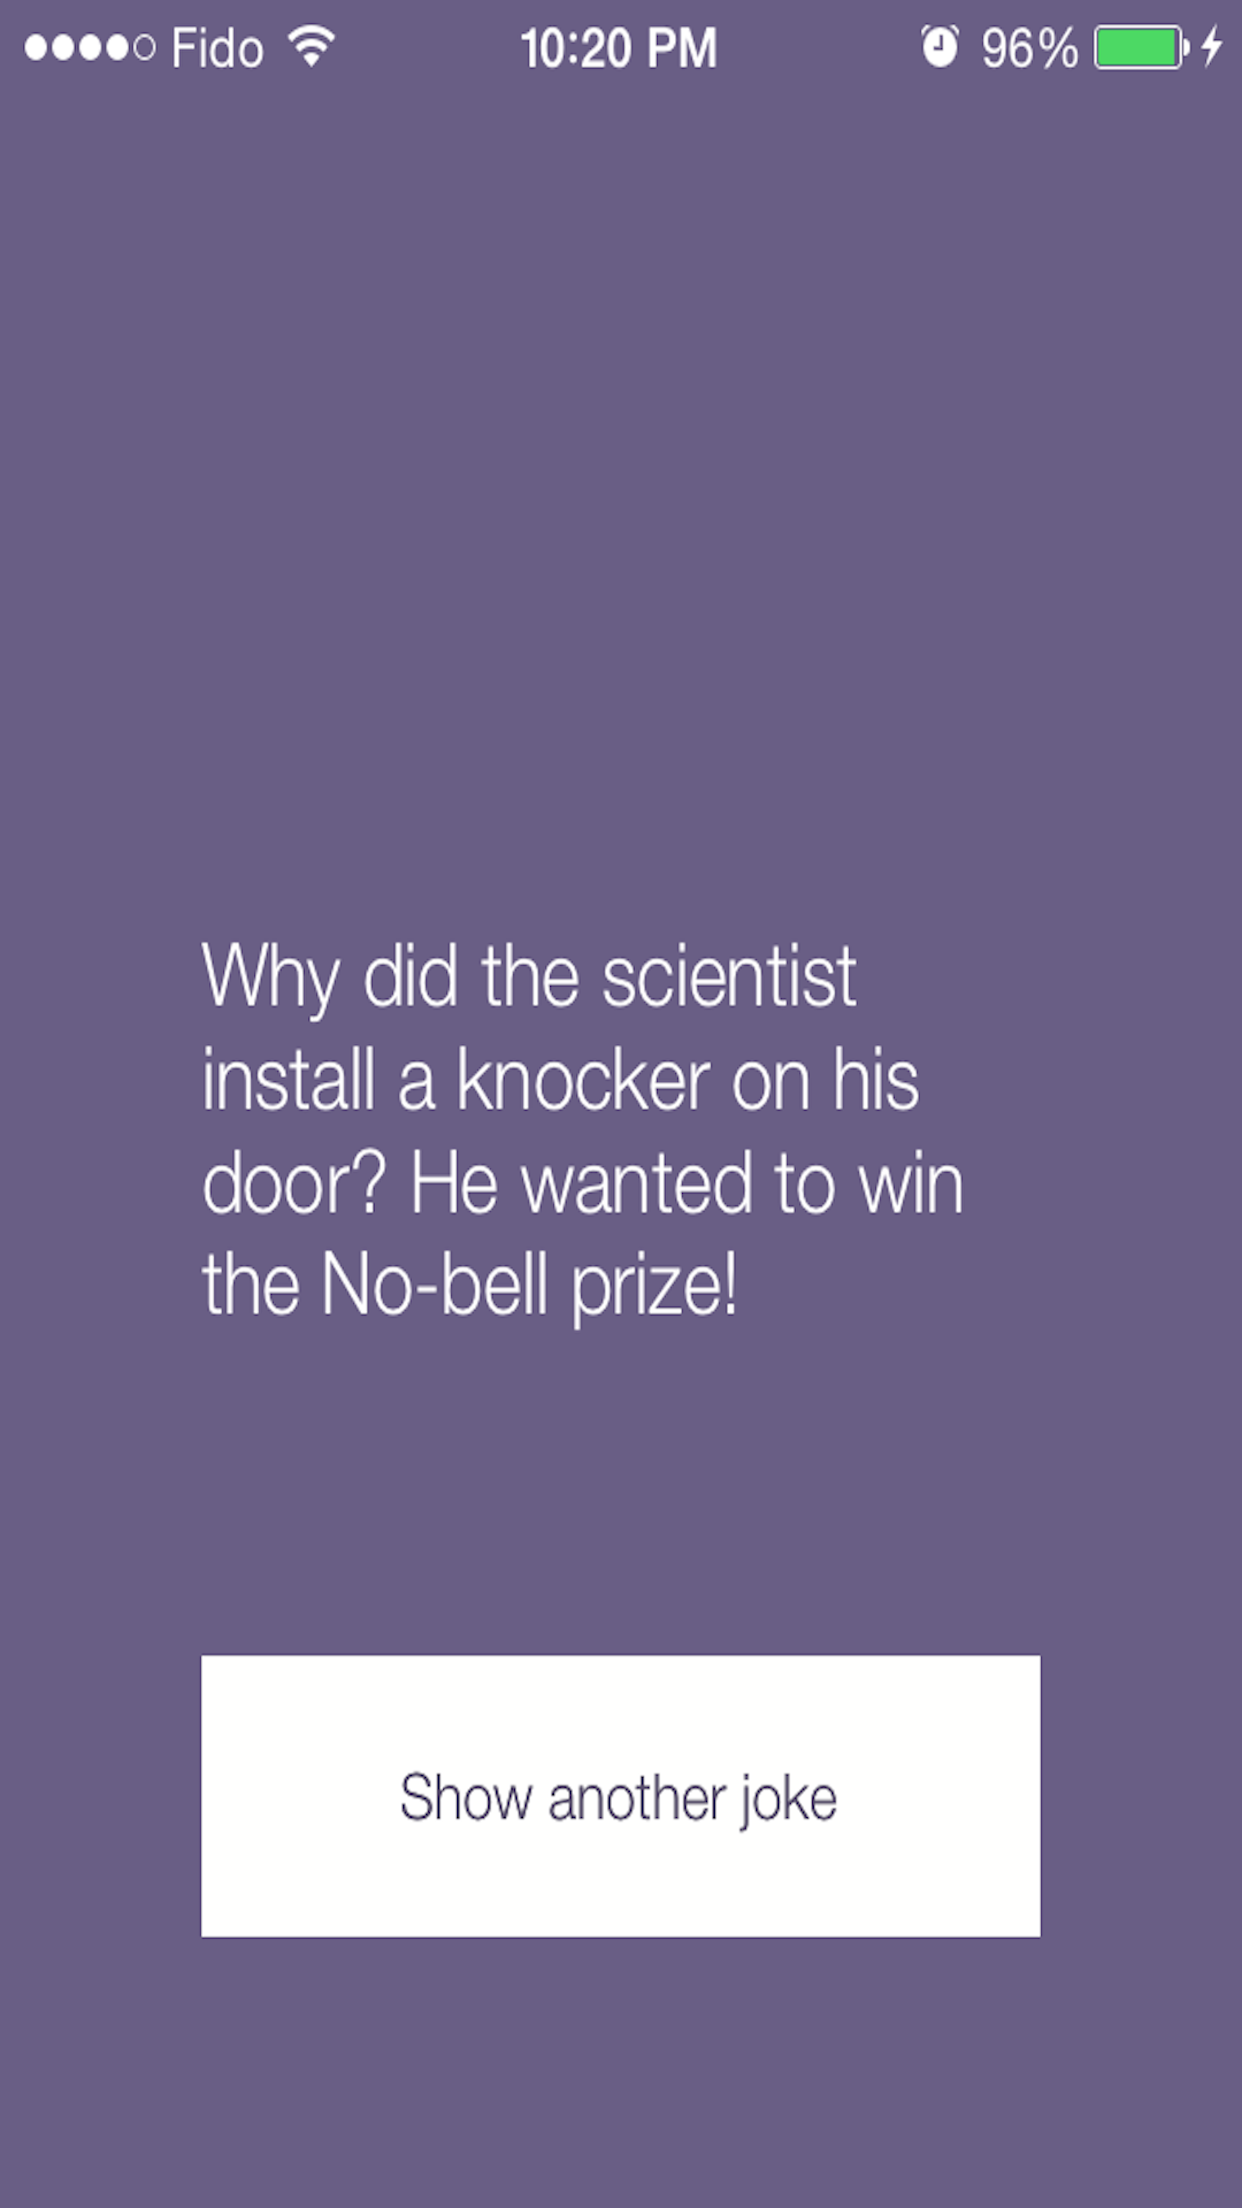 Fido 10:20 PM 96%
Why did the scientist
install a knocker on his
door? He wanted to win
the No-bell prize!
Show another joke